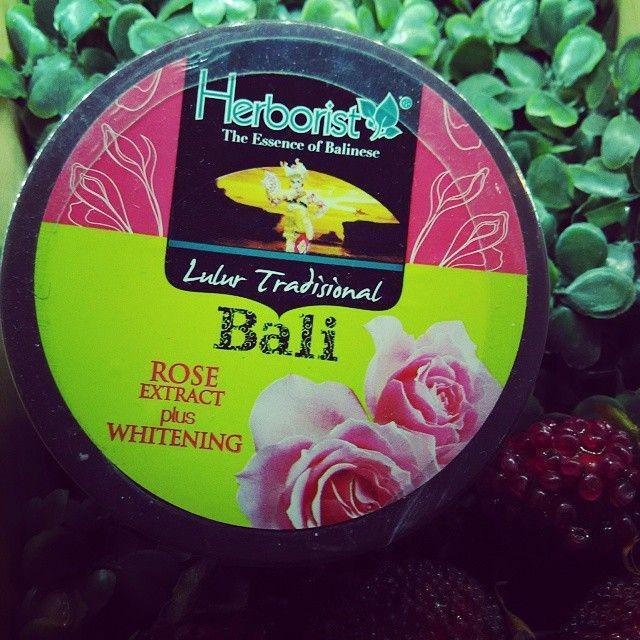 Herborist®
The Essence of Balinese
Lulur Tradisional
Bali
ROSE
EXTRACT
plus
WHITENING